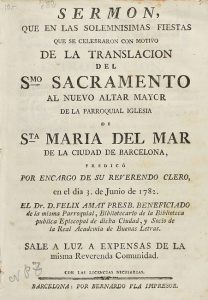 SERMON,
QUE EN LAS SOLEMNISIMAS FIESTAS
QUE SE CELEBRARON CON MOTIVO
DE LA TRANSLACION
DEL
Smo SACRAMENTO
AL NUEVO ALTAR MAYOR
DE LA PARROQUIAL IGLESIA
DE
Sta MARIA DEL MAR
DE LA CIUDAD DE BARCELONA,
PREDICÓ
POR ENCARGO DE SU REVERENDO CLERO,
en el dia 3. de Junio de 1782.
EL Dr. D. FELIX AMAT PRESB. BENEFICIADO
de la misma Parroquial, Bibliotecario de la Biblioteca
publica Episcopal de dicha Ciudad, y Socio de
la Real Academia de Buenas Letras.
SALE A LUZ A EXPENSAS DE LA
misma Reverenda Comunidad.
CON LAS LICENCIAS NECESARIAS.
BARCELONA: POR BERNARDO PLA IMPRESOR.